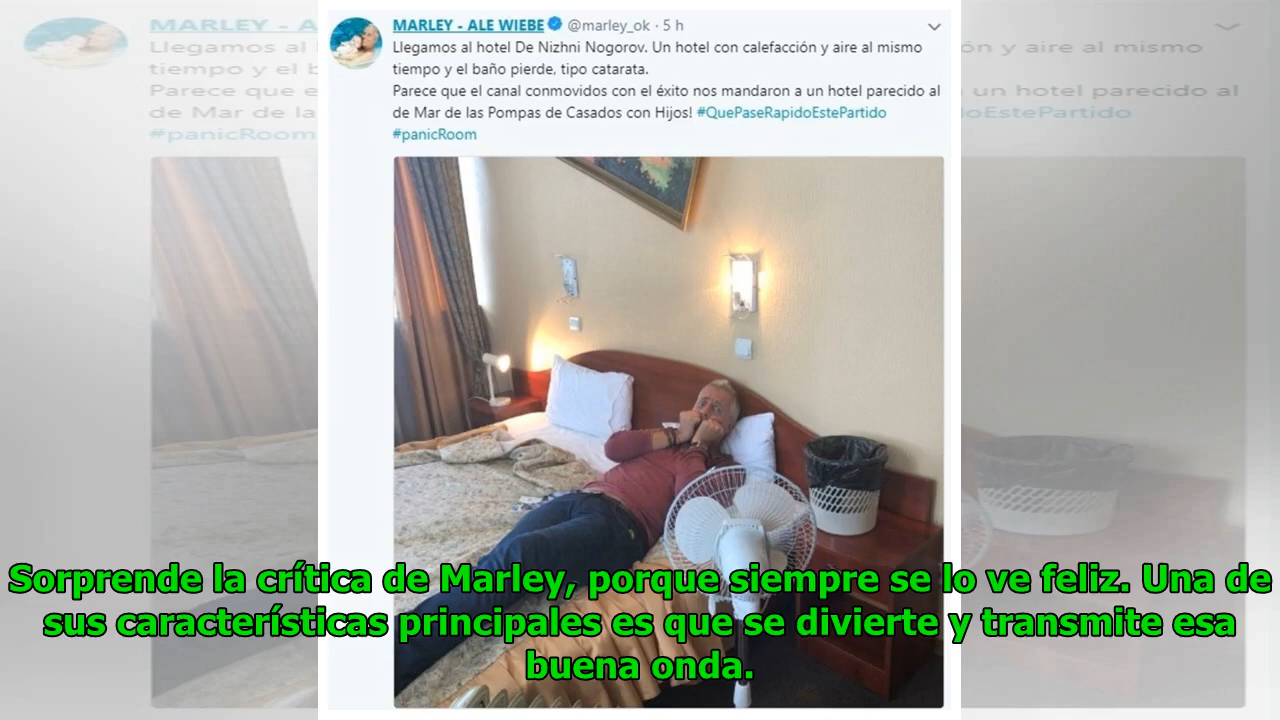 MARLEY - ALE WIEBE @marley_ok · 5 h
Llegamos al hotel De Nizhni Nogorov. Un hotel con calefacción y aire al mismo
tiempo y el baño pierde, tipo catarata.
Parece que el canal conmovidos con el éxito nos mandaron a un hotel parecido al
de Mar de las Pompas de Casados con Hijos! #QuePaseRapidoEstePartido
#panicRoom
Sorprende la crítica de Marley, porque siempre se lo ve feliz. Una de
sus características principales es que se divierte y transmite esa
buena onda.